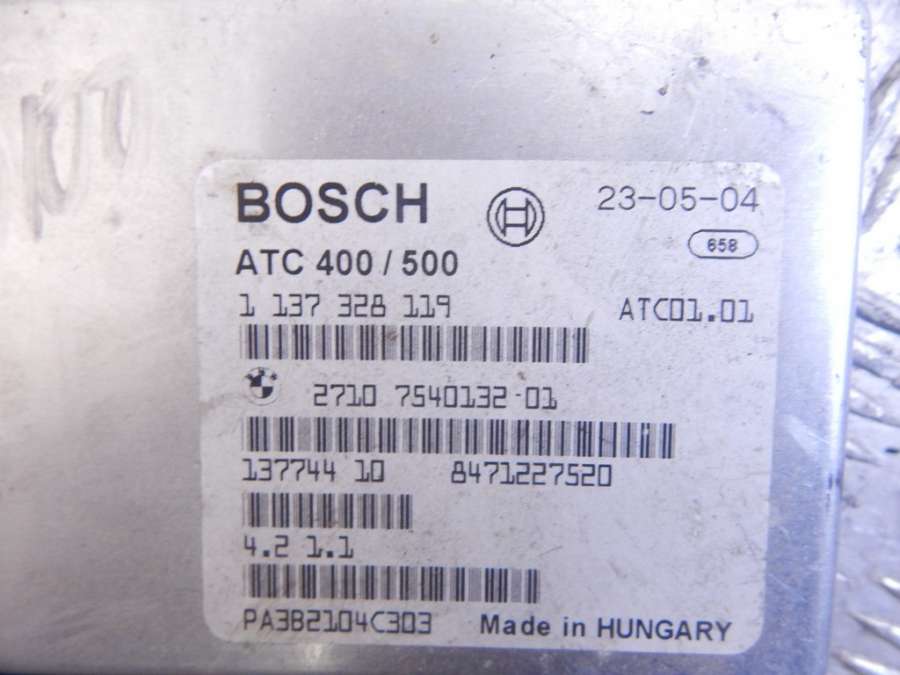 BOSCH 23-05-04
658
ATC 400 / 500
1 137 328 119 ATC01.01
2710 7540132-01
137744 10 8471227520
4.2 1.1
PA3B2104C303 Made in HUNGARY